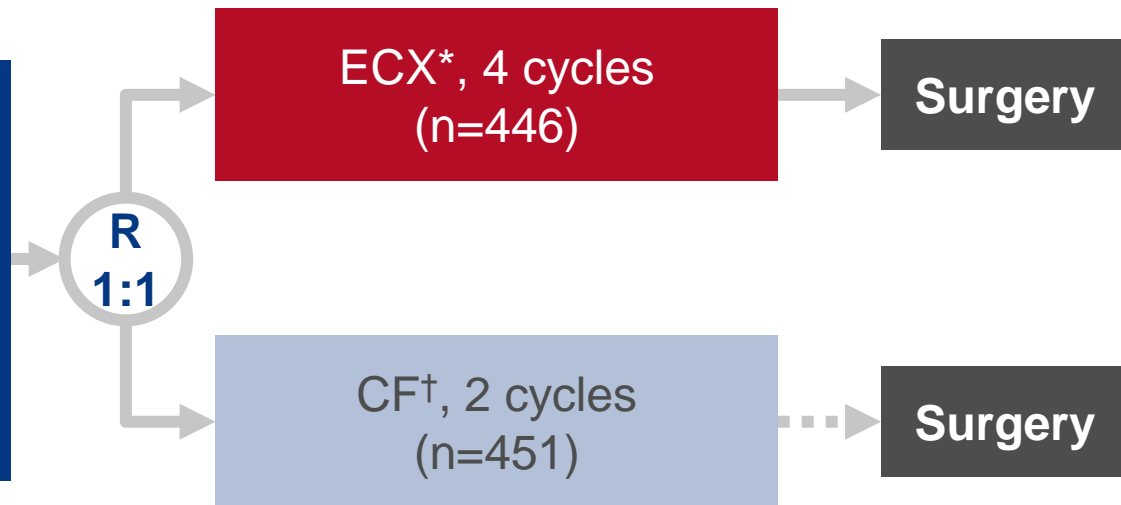 ECX*, 4 cycles
(n=446)
Surgery
R
1:1
CF†, 2 cycles
(n=451)
Surgery